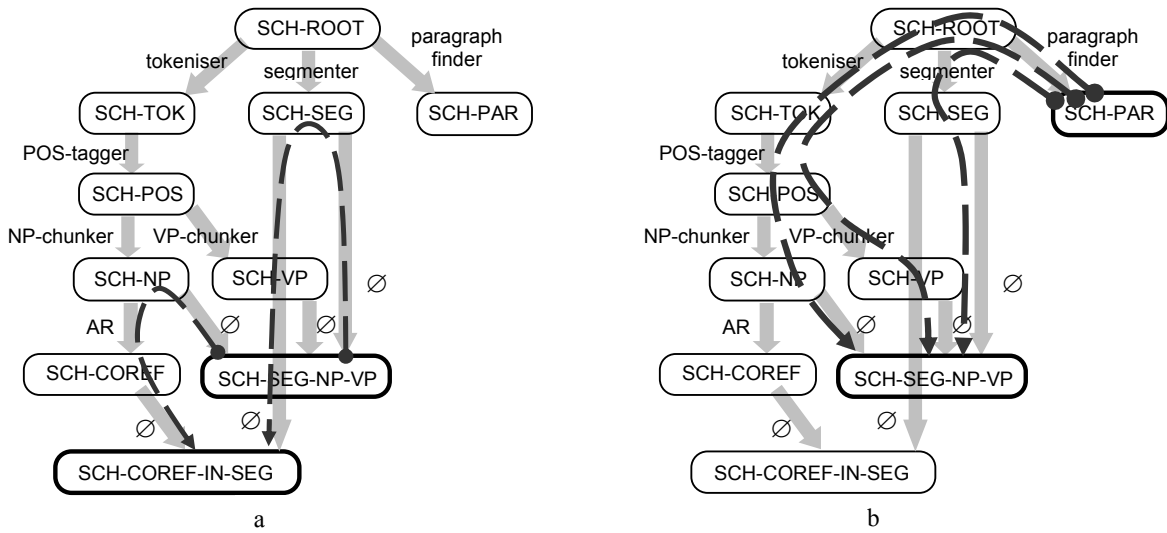 SCH-ROOT
tokeniser
segmenter
paragraph
finder
SCH-TOK
SCH-SEG
SCH-PAR
POS-tagger
SCH-POS
NP-chunker
VP-chunker
SCH-NP
SCH-VP
∅
AR
∅
∅
SCH-COREF
SCH-SEG-NP-VP
∅
∅
SCH-COREF-IN-SEG
a
SCH-ROOT
tokeniser
segmenter
paragraph
finder
SCH-TOK
SCH-SEG
SCH-PAR
POS-tagger
SCH-POS
NP-chunker
VP-chunker
SCH-NP
SCH-VP
∅
AR
∅
∅
SCH-COREF
SCH-SEG-NP-VP
∅
∅
SCH-COREF-IN-SEG
b